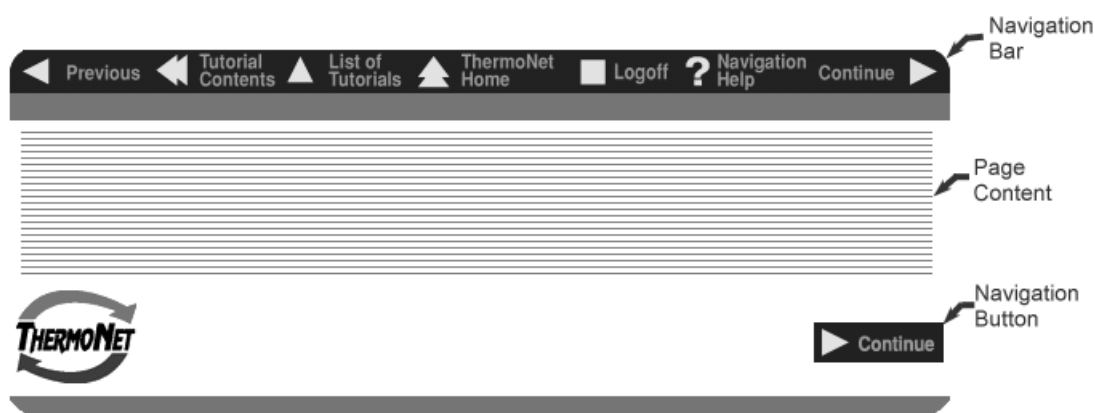 Navigation
Bar
Previous
Tutorial
Contents
List of
Tutorials
ThermoNet
Home
Logoff
? Navigation
Help
Continue
Page
Content
Navigation
Button
THERMONET
Continue